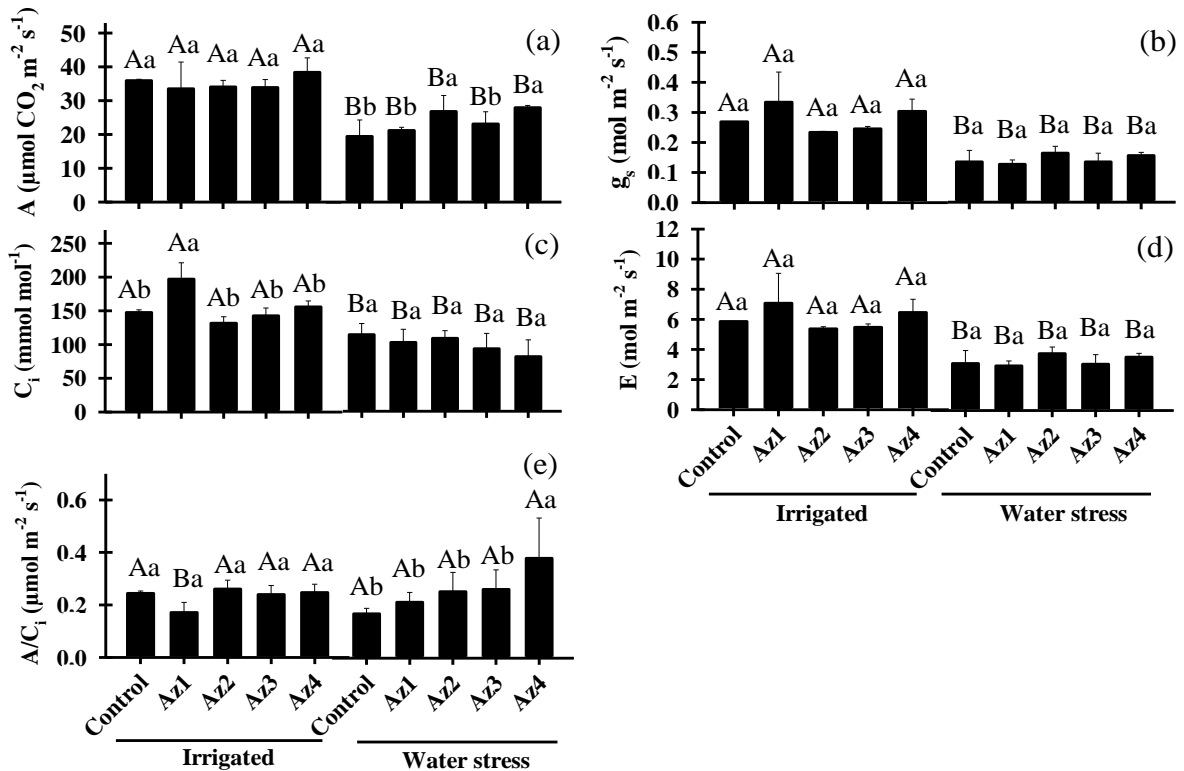 (a)
A (µmol CO2 m-2 s-1)
50
40
30
20
10
0
Aa Aa Aa Aa Aa Bb Bb Ba Bb Ba
(b)
gs (mol m-2 s-1)
0.6
0.5
0.4
0.3
0.2
0.1
0.0
Aa Aa Aa Aa Aa Ba Ba Ba Ba Ba
(c)
Ci (mmol mol-1)
250
200
150
100
50
0
Ab Aa Ab Ab Ab Ba Ba Ba Ba Ba
(d)
E (mol m-2 s-1)
12
10
8
6
4
2
0
Aa Aa Aa Aa Aa Ba Ba Ba Ba Ba
Control Az1 Az2 Az3 Az4 Control Az1 Az2 Az3 Az4
Irrigated Water stress
(e)
A/Ci (µmol m-2 s-1)
0.6
0.4
0.2
0.0
Aa Ba Aa Aa Aa Ab Ab Ab Ab Aa
Control Az1 Az2 Az3 Az4 Control Az1 Az2 Az3 Az4
Irrigated Water stress